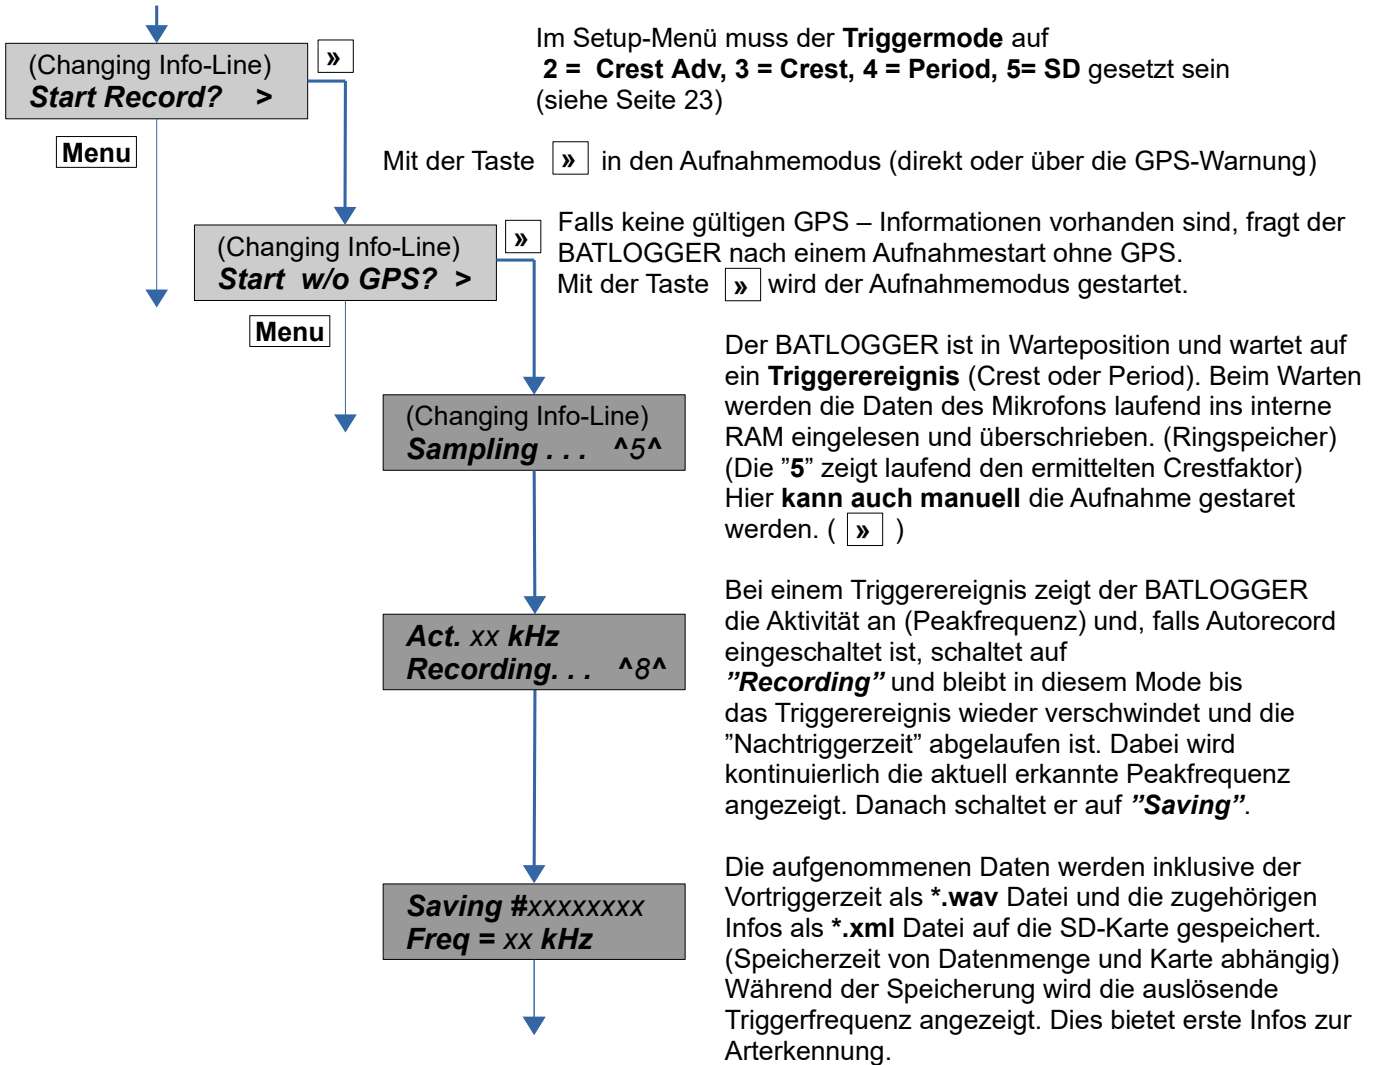 (Changing Info-Line)
Start Record? >
»
Im Setup-Menü muss der Triggermode auf
2 = Crest Adv, 3 = Crest, 4 = Period, 5= SD gesetzt sein
(siehe Seite 23)
Menu
Mit der Taste » in den Aufnahmemodus (direkt oder über die GPS-Warnung)
(Changing Info-Line)
Start w/o GPS? >
»
Falls keine gültigen GPS – Informationen vorhanden sind, fragt der
BATLOGGER nach einem Aufnahmestart ohne GPS.
Mit der Taste » wird der Aufnahmemodus gestartet.
Menu
(Changing Info-Line)
Sampling . . . ^5^
Der BATLOGGER ist in Warteposition und wartet auf
ein Triggerereignis (Crest oder Period). Beim Warten
werden die Daten des Mikrofons laufend ins interne
RAM eingelesen und überschrieben. (Ringspeicher)
(Die ”5” zeigt laufend den ermittelten Crestfaktor)
Hier kann auch manuell die Aufnahme gestaret
werden. ( » )
Act. xx kHz
Recording. . . ^8^
Bei einem Triggerereignis zeigt der BATLOGGER
die Aktivität an (Peakfrequenz) und, falls Autorecord
eingeschaltet ist, schaltet auf
”Recording” und bleibt in diesem Mode bis
das Triggerereignis wieder verschwindet und die
”Nachtriggerzeit” abgelaufen ist. Dabei wird
kontinuierlich die aktuell erkannte Peakfrequenz
angezeigt. Danach schaltet er auf ”Saving”.
Saving #xxxxxxxx
Freq = xx kHz
Die aufgenommenen Daten werden inklusive der
Vortriggerzeit als *.wav Datei und die zugehörigen
Infos als *.xml Datei auf die SD-Karte gespeichert.
(Speicherzeit von Datenmenge und Karte abhängig)
Während der Speicherung wird die auslösende
Triggerfrequenz angezeigt. Dies bietet erste Infos zur
Arterkennung.